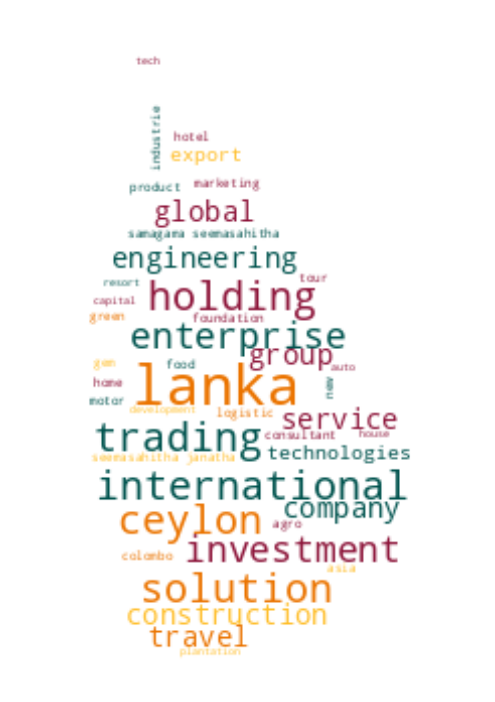 tech
industrie
hotel
export
product marketing
global
samagama seemasahitha
engineering
resort tour
capital holding
green foundation
enterprise
group
gem food auto
home lanka new
motor
development logistic
service
trading consultant house
seemasahitha janatha technologies
international
company
ceylon agro
colombo investment
asia
solution
construction
travel
plantation